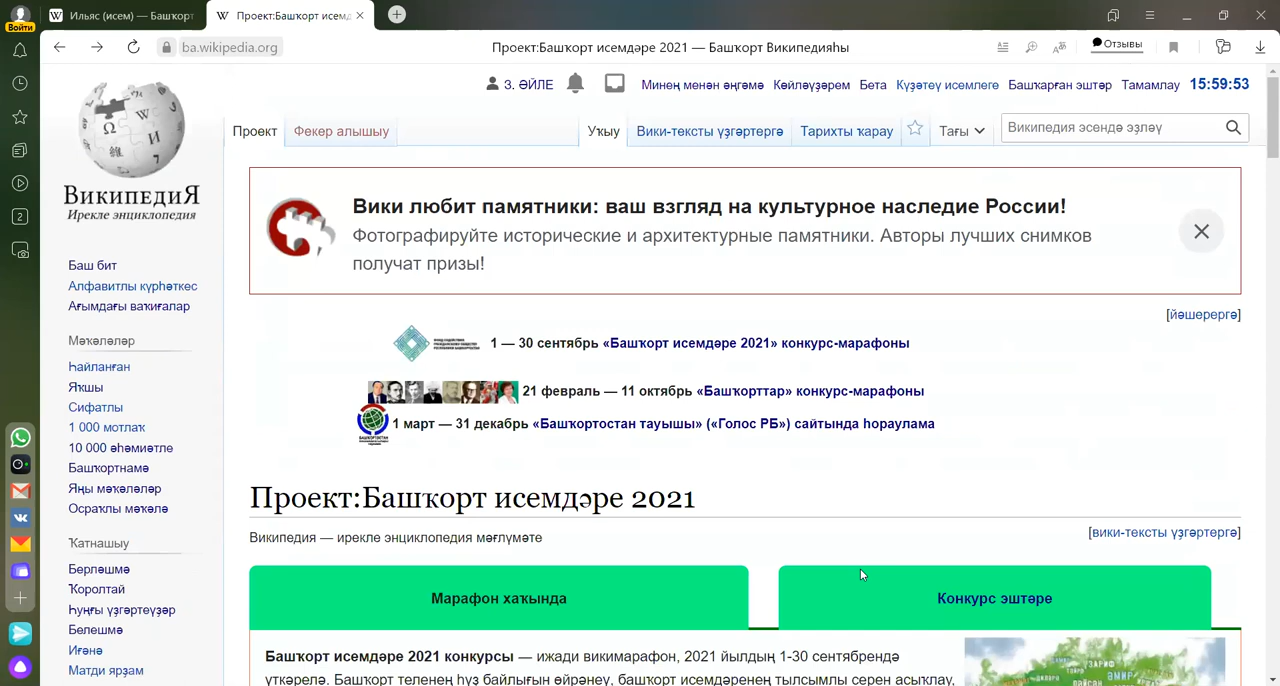 Ильяс (исем) — Башҡорт
Проект:Башҡорт исемдә
Войти
ba.wikipedia.org
Проект:Башҡорт исемдәре 2021 — Башҡорт Википедияһы
Отзывы
З. ӘЙЛЕ Минең менән әңгәмә Көйләүҙәрем Бета Күҙәтеү исемлеге Башҡарған эштәр Тамамлау 15:59:53
Проект Фекер алышыу Уҡыу Вики-тексты үҙгәртергә Тарихты ҡарау Тағы Википедия эсендә эҙләү
ВикипедиЯ
Ирекле энциклопедия
Баш бит
Алфавитлы күрһәткес
Ағымдағы ваҡиғалар
Мәҡәләләр
Һайланған
Яҡшы
Сифатлы
1 000 мотлаҡ
10 000 әһәмиәтле
Башҡортнамә
Яңы мәҡәләләр
Осраҡлы мәҡәлә
Ҡатнашыу
Берләшмә
Ҡоролтай
Һуңғы үҙгәртеүҙәр
Белешмә
Иғәнә
Матди ярҙам
Вики любит памятники: ваш взгляд на культурное наследие России!
Фотографируйте исторические и архитектурные памятники. Авторы лучших снимков
получат призы!
[йәшерергә]
1 — 30 сентябрь «Башҡорт исемдәре 2021» конкурс-марафоны
21 февраль — 11 октябрь «Башҡорттар» конкурс-марафоны
1 март — 31 декабрь «Башҡортостан тауышы» («Голос РБ») сайтында һораулама
Проект:Башҡорт исемдәре 2021
Википедия — ирекле энциклопедия мәғлүмәте
[вики-тексты үҙгәртергә]
Марафон хаҡында
Конкурс эштәре
Башҡорт исемдәре 2021 конкурсы — ижади викимарафон, 2021 йылдың 1-30 сентябрендә
үткәрелә. Башҡорт теленең һүҙ байлығын өйрәнеү, башҡорт исемдәренең тылсымлы серен асыҡлау,